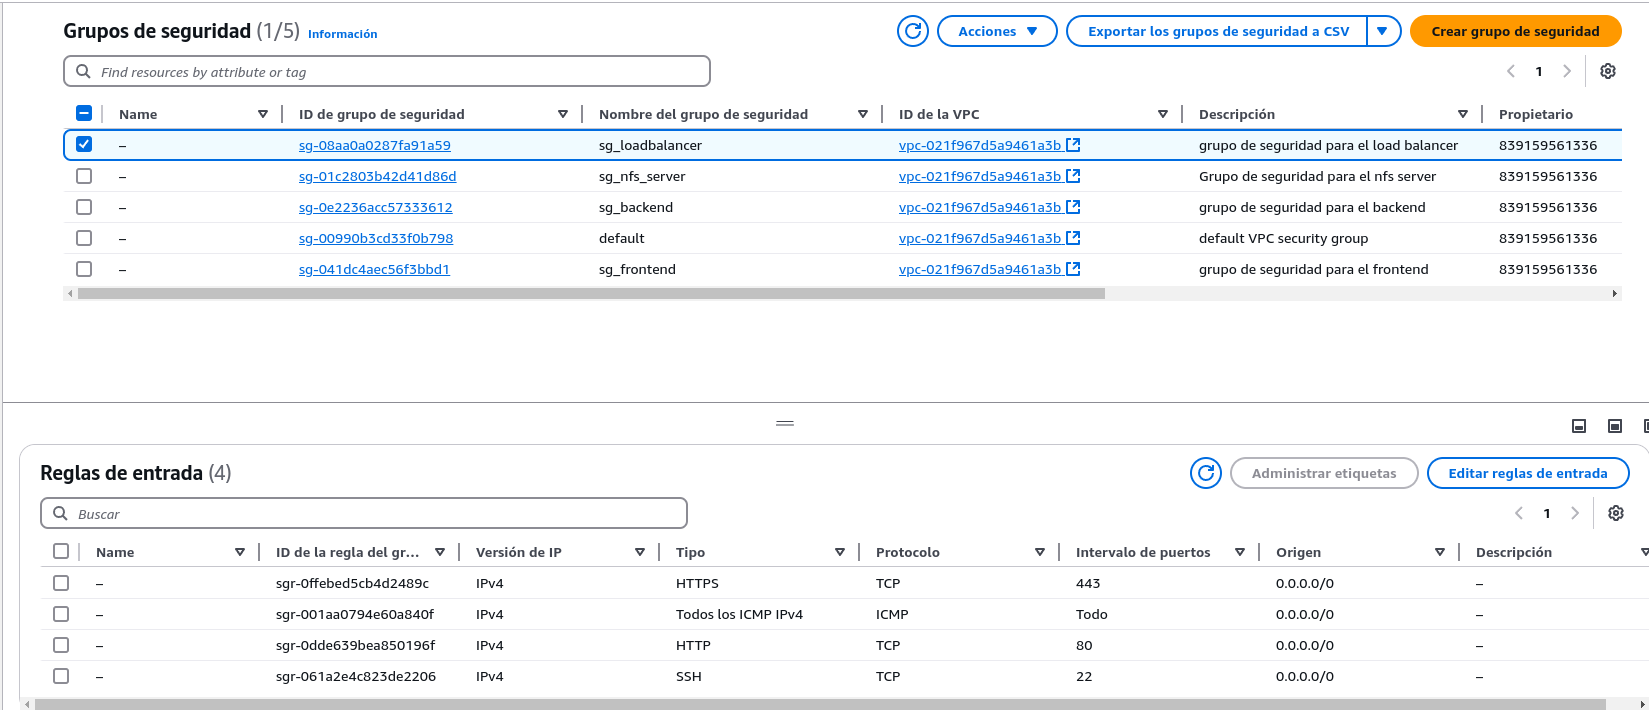 Grupos de seguridad (1/5) Información Acciones Exportar los grupos de seguridad a CSV Crear grupo de seguridad
Find resources by attribute or tag 1
Name ID de grupo de seguridad Nombre del grupo de seguridad ID de la VPC Descripción Propietario
– sg-08aa0a0287fa91a59 sg_loadbalancer vpc-021f967d5a9461a3b grupo de seguridad para el load balancer 839159561336
– sg-01c2803b42d41d86d sg_nfs_server vpc-021f967d5a9461a3b Grupo de seguridad para el nfs server 839159561336
– sg-0e2236acc57333612 sg_backend vpc-021f967d5a9461a3b grupo de seguridad para el backend 839159561336
– sg-00990b3cd33f0b798 default vpc-021f967d5a9461a3b default VPC security group 839159561336
– sg-041dc4aec56f3bbd1 sg_frontend vpc-021f967d5a9461a3b grupo de seguridad para el frontend 839159561336
Reglas de entrada (4) Administrar etiquetas Editar reglas de entrada
Buscar 1
Name ID de la regla del gr... Versión de IP Tipo Protocolo Intervalo de puertos Origen Descripción
– sgr-0ffebed5cb4d2489c IPv4 HTTPS TCP 443 0.0.0.0/0 –
– sgr-001aa0794e60a840f IPv4 Todos los ICMP IPv4 ICMP Todo 0.0.0.0/0 –
– sgr-0dde639bea850196f IPv4 HTTP TCP 80 0.0.0.0/0 –
– sgr-061a2e4c823de2206 IPv4 SSH TCP 22 0.0.0.0/0 –